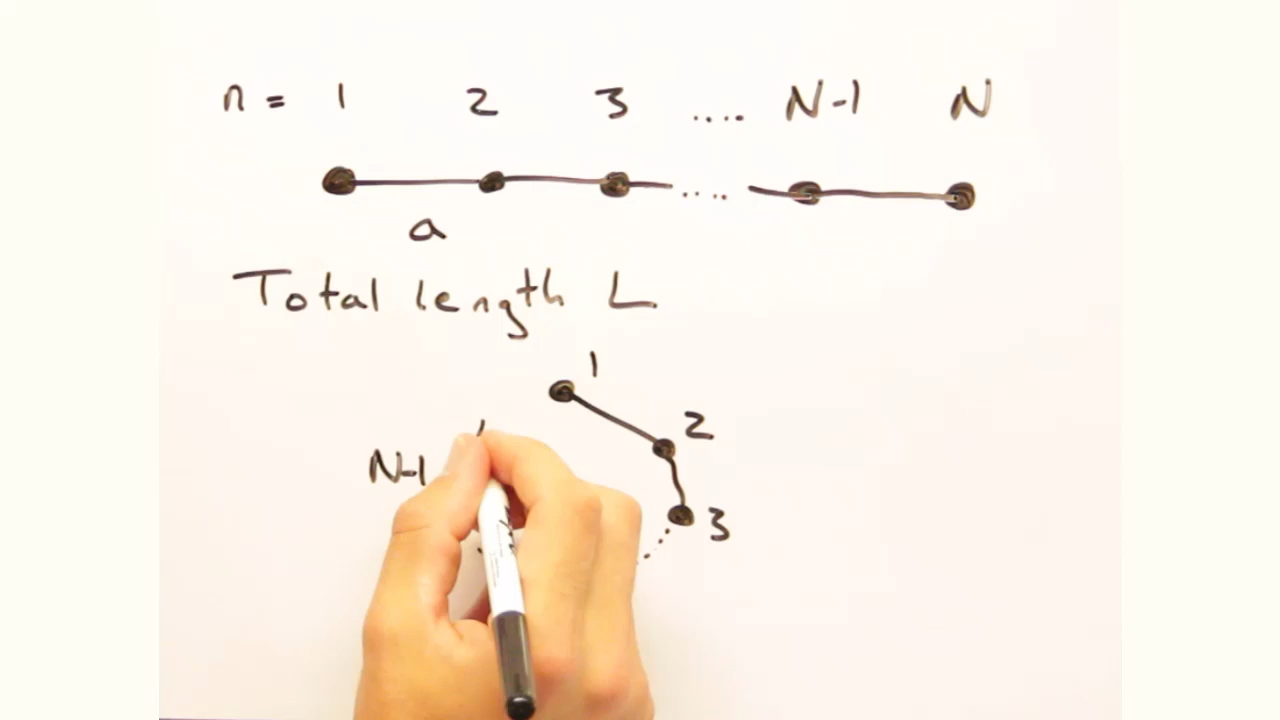 n = 1 2 3 .... N-1 N
....
a
Total length L
1
2
N-1
3